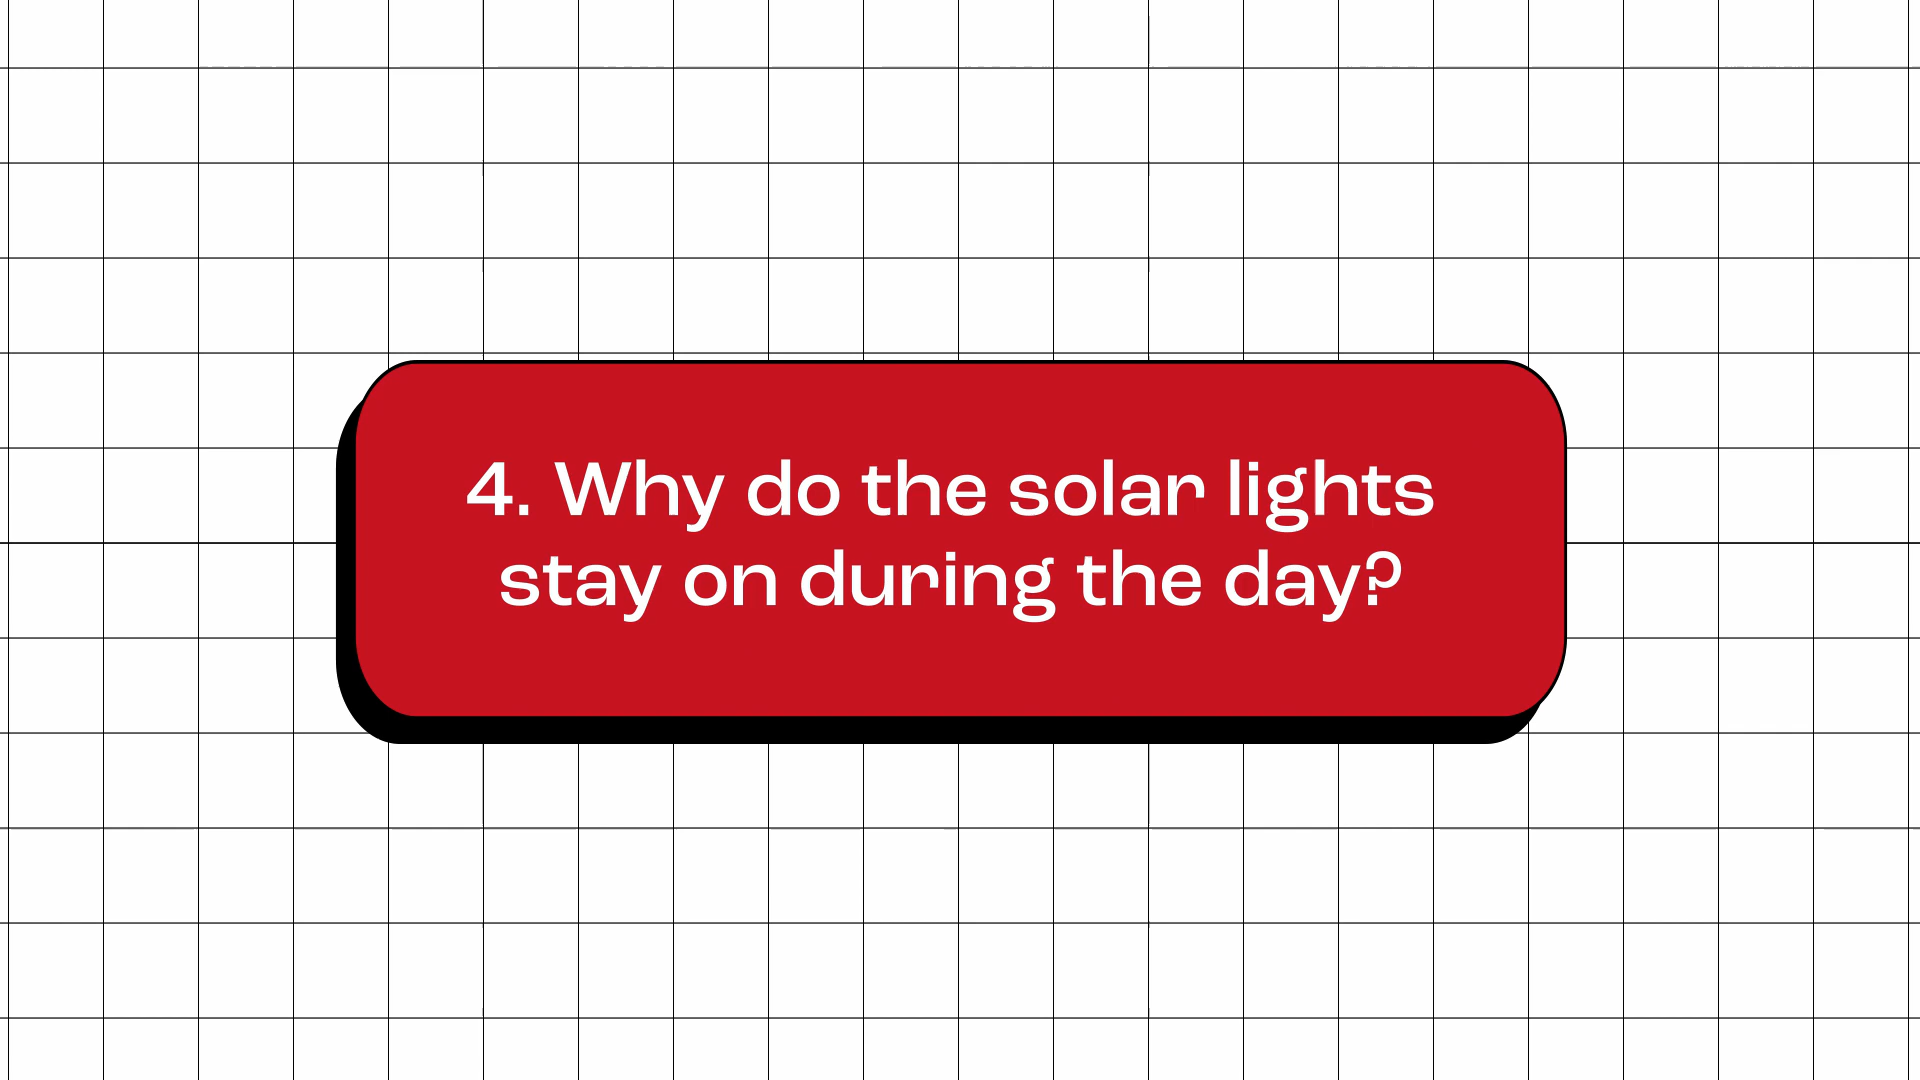 4. Why do the solar lights
stay on during the day?